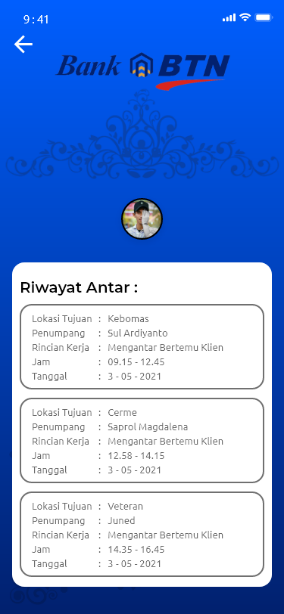 9:41
Bank BTN
Riwayat Antar :
Lokasi Tujuan : Kebomas
Penumpang : Sul Ardiyanto
Rincian Kerja : Mengantar Bertemu Klien
Jam : 09.15 - 12.45
Tanggal : 3 - 05 - 2021
Lokasi Tujuan : Cerme
Penumpang : Saprol Magdalena
Rincian Kerja : Mengantar Bertemu Klien
Jam : 12.58 - 14.15
Tanggal : 3 - 05 - 2021
Lokasi Tujuan : Veteran
Penumpang : Juned
Rincian Kerja : Mengantar Bertemu Klien
Jam : 14.35 - 16.45
Tanggal : 3 - 05 - 2021